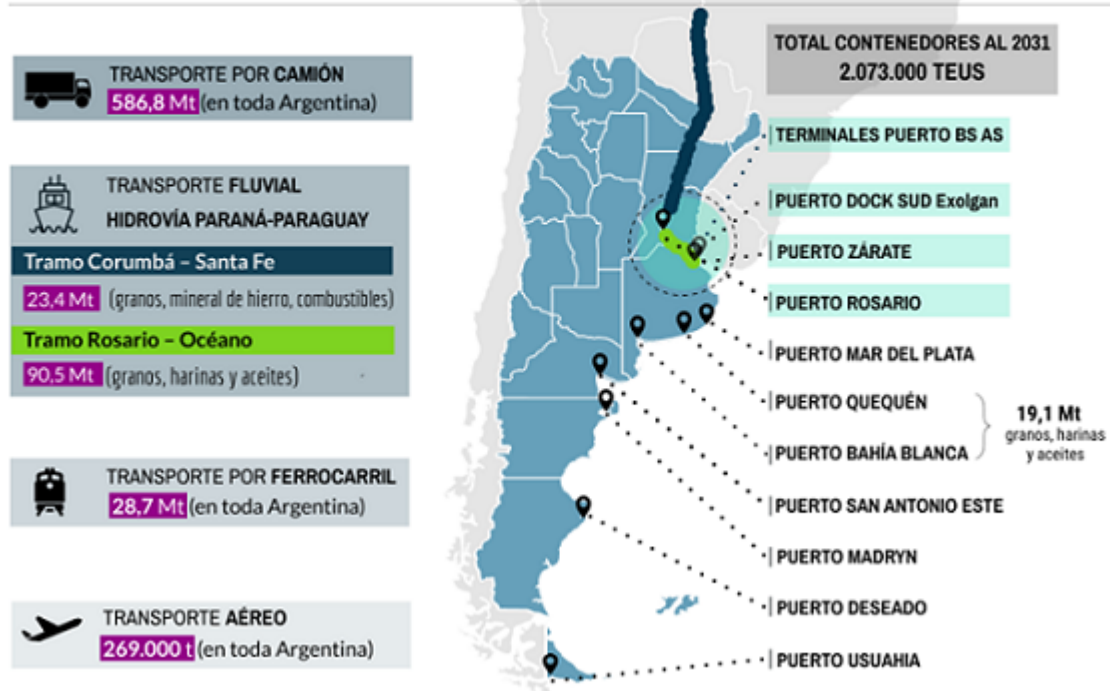 TRANSPORTE POR CAMIÓN
586,8 Mt (en toda Argentina)
TRANSPORTE FLUVIAL
HIDROVÍA PARANÁ-PARAGUAY
Tramo Corumbá – Santa Fe
23,4 Mt (granos, mineral de hierro, combustibles)
Tramo Rosario – Océano
90,5 Mt (granos, harinas y aceites)
TRANSPORTE POR FERROCARRIL
28,7 Mt (en toda Argentina)
TRANSPORTE AÉREO
269.000 t (en toda Argentina)
TOTAL CONTENEDORES AL 2031
2.073.000 TEUS
TERMINALES PUERTO BS AS
PUERTO DOCK SUD Exolgan
PUERTO ZÁRATE
PUERTO ROSARIO
PUERTO MAR DEL PLATA
PUERTO QUEQUÉN
PUERTO BAHÍA BLANCA
19,1 Mt
granos, harinas
y aceites
PUERTO SAN ANTONIO ESTE
PUERTO MADRYN
PUERTO DESEADO
PUERTO USUAHIA